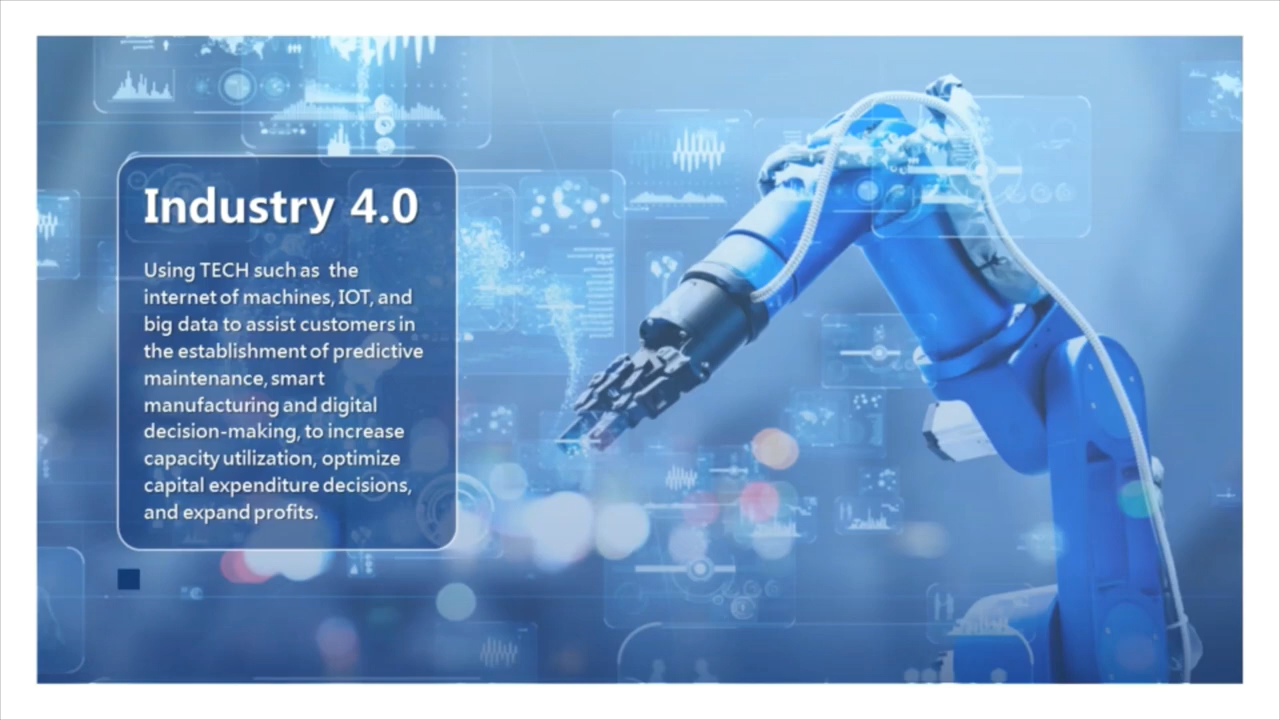 Industry 4.0
Using TECH such as  the
internet of machines, IOT, and
big data to assist customers in
the establishment of predictive
maintenance, smart
manufacturing and digital
decision-making, to increase
capacity utilization, optimize
capital expenditure decisions,
and expand profits.